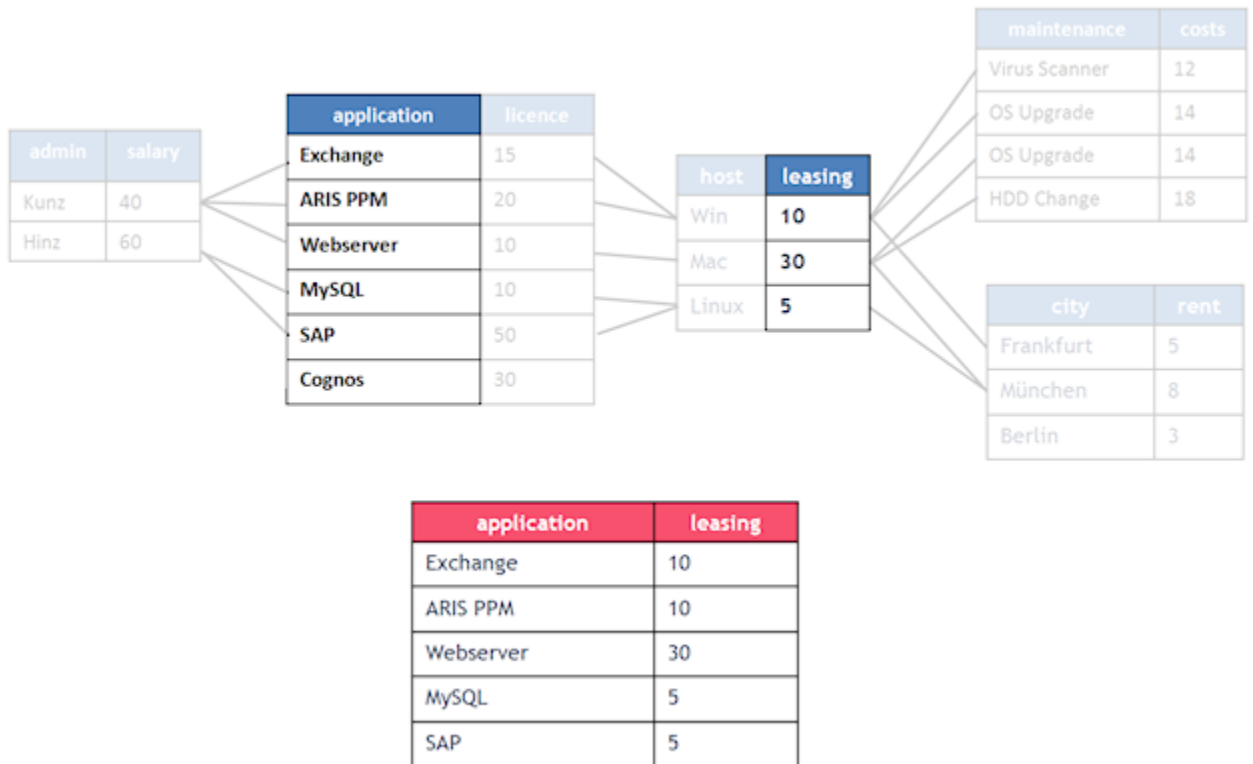 maintenance costs
Virus Scanner 12
OS Upgrade 14
OS Upgrade 14
HDD Change 18
application licence
Exchange 15
ARIS PPM 20
Webserver 10
MySQL 10
SAP 50
Cognos 30
admin salary
Kunz 40
Hinz 60
host leasing
Win 10
Mac 30
Linux 5
city rent
Frankfurt 5
München 8
Berlin 3
application leasing
Exchange 10
ARIS PPM 10
Webserver 30
MySQL 5
SAP 5